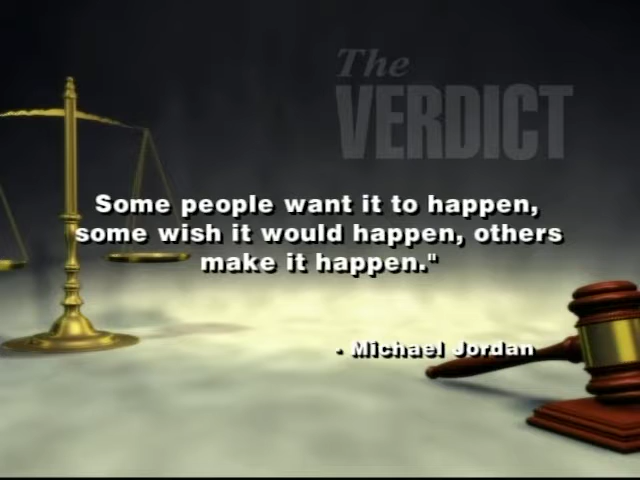 The
VERDICT
Some people want it to happen,
some wish it would happen, others
make it happen."
- Michael Jordan